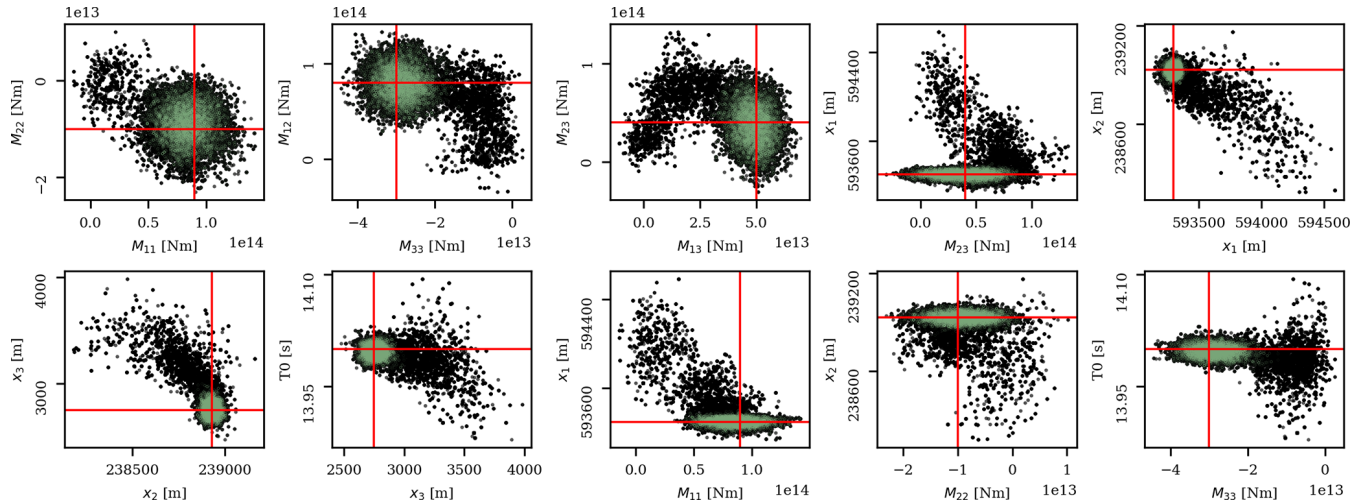 1e13
M22 [Nm]
0
−2
0.0
0.5
1.0
M11 [Nm]
1e14
1e14
M12 [Nm]
1
0
−4
−2
0
M33 [Nm]
1e13
1e14
M23 [Nm]
1
0
0.0
2.5
5.0
M13 [Nm]
1e13
x1 [m]
594400
593600
0.0
0.5
1.0
M23 [Nm]
1e14
x2 [m]
239200
238600
593500
594000
594500
x1 [m]
x3 [m]
4000
3000
238500
239000
x2 [m]
T0 [s]
14.10
13.95
2500
3000
3500
4000
x3 [m]
x1 [m]
594400
593600
0.0
0.5
1.0
M11 [Nm]
1e14
x2 [m]
239200
238600
−2
−1
0
1
M22 [Nm]
1e13
T0 [s]
14.10
13.95
−4
−2
0
M33 [Nm]
1e13